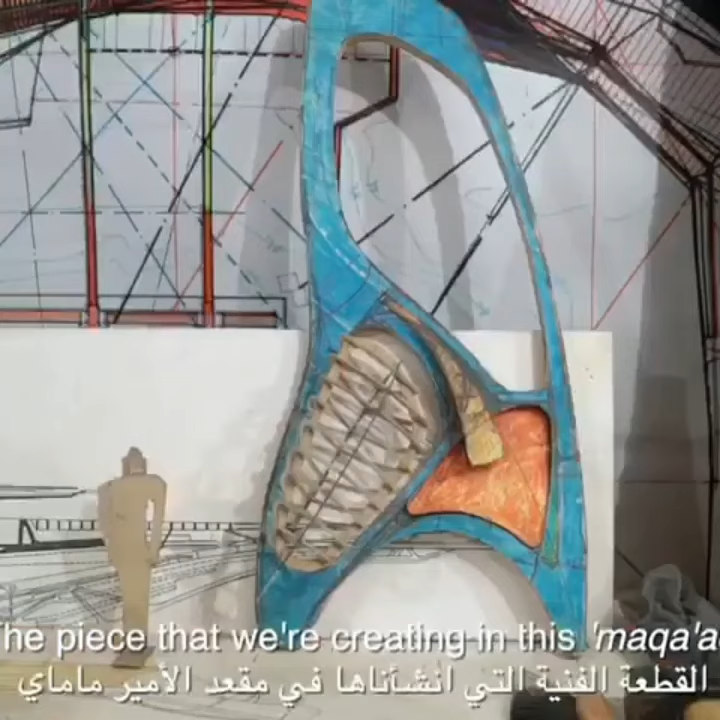 The piece that we're creating in this 'maqa'a
القطعة الفنية التي انشأناها في مقعد الأمير ماماي